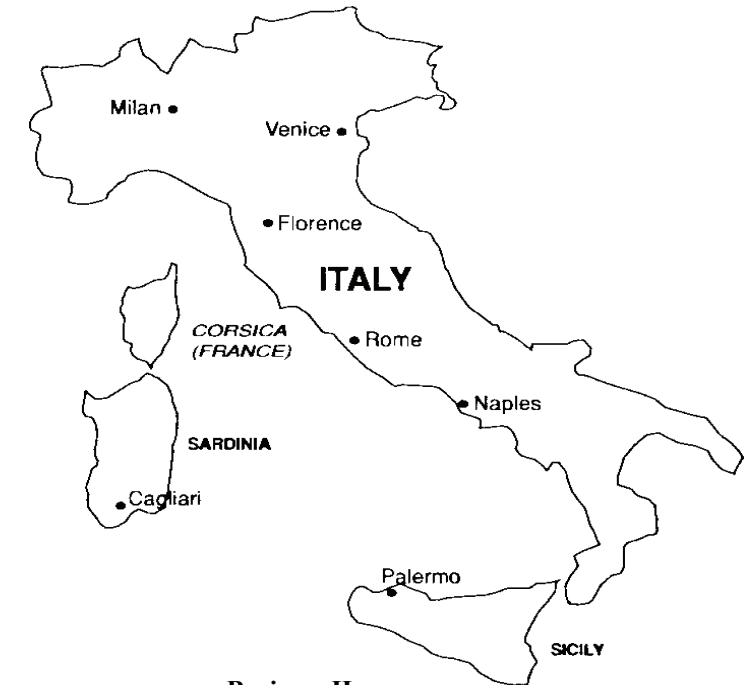 Milan
Venice
Florence
ITALY
CORSICA
(FRANCE)
Rome
Naples
SARDINIA
Cagliari
Palermo
SICILY